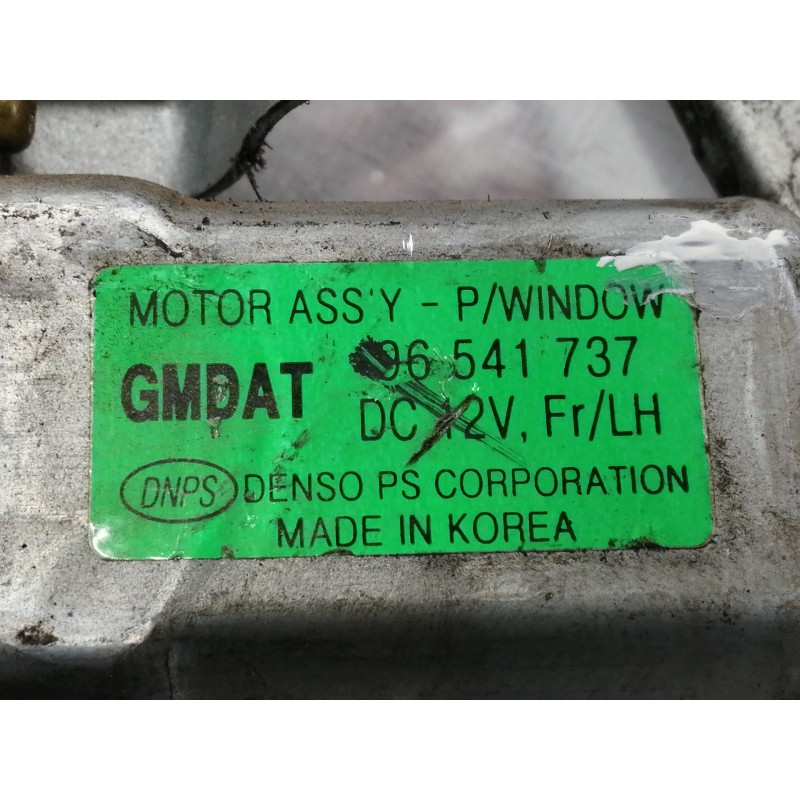 MOTOR ASS'Y - P/WINDOW
GMDAT 96 541 737
DC 12V, Fr/LH
DNPS DENSO PS CORPORATION
MADE IN KOREA